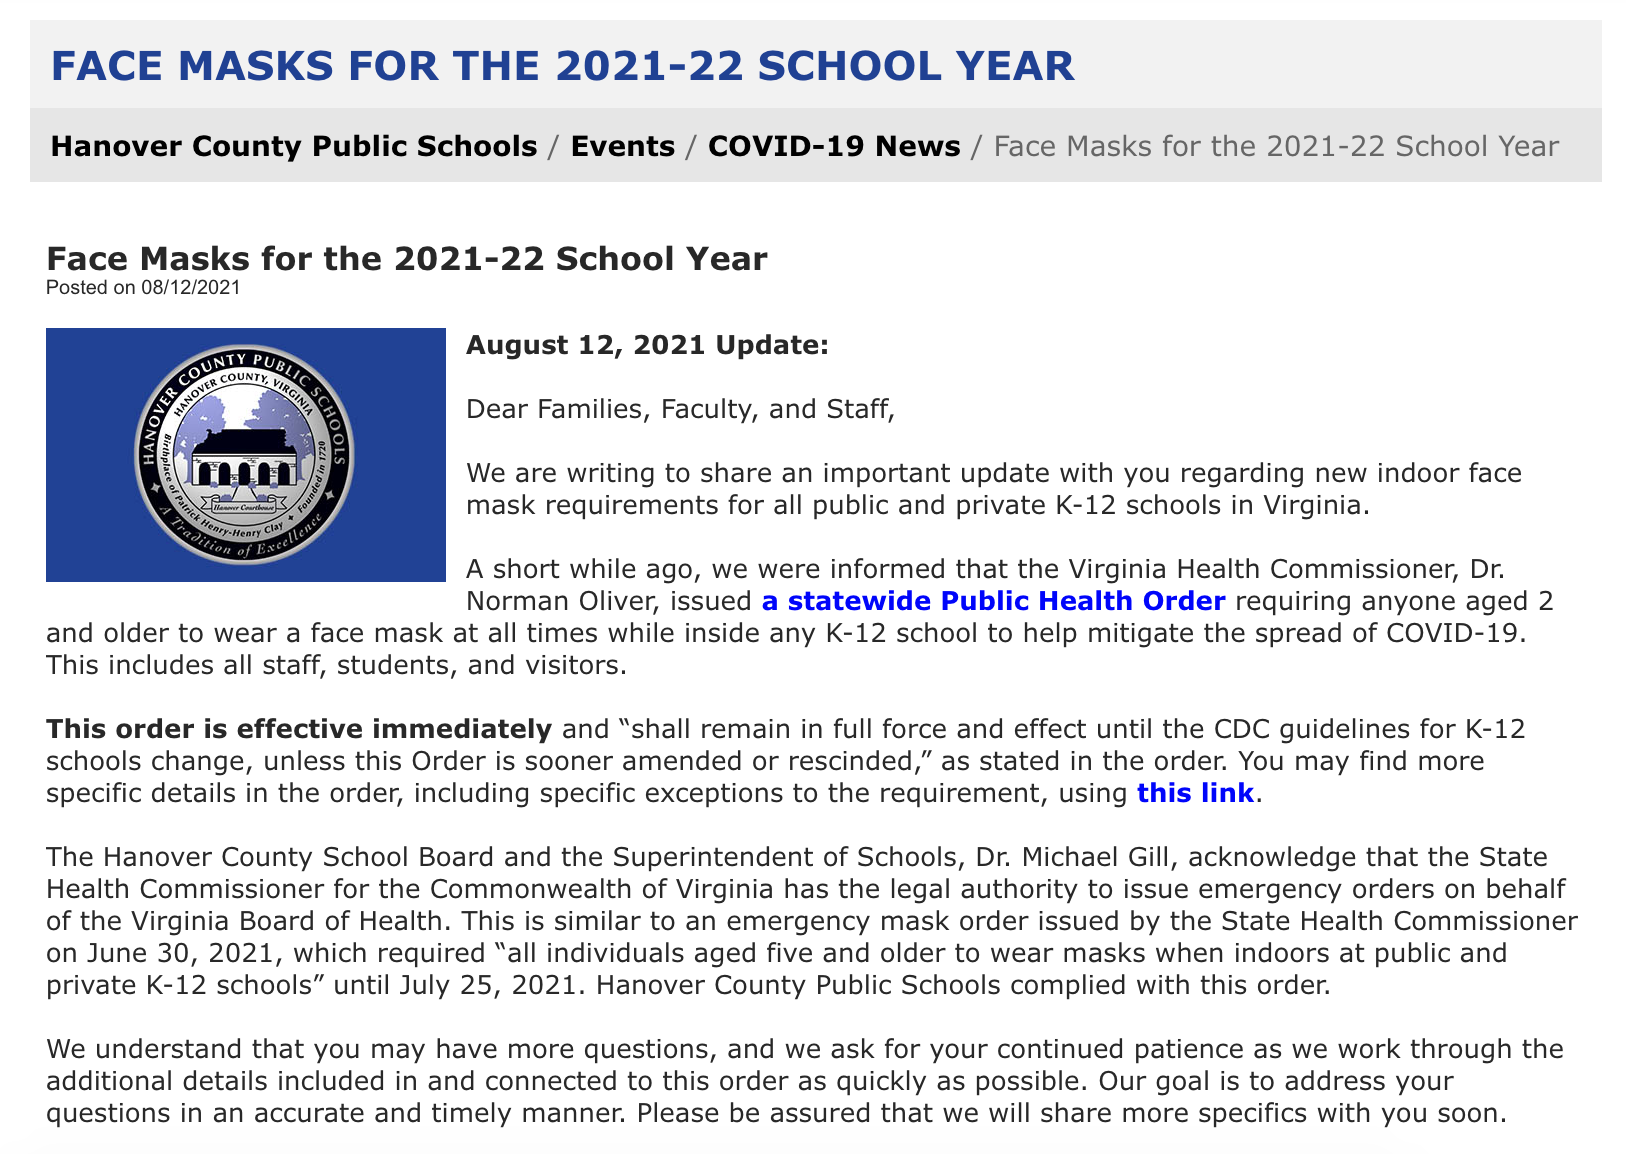 FACE MASKS FOR THE 2021-22 SCHOOL YEAR
Hanover County Public Schools / Events / COVID-19 News / Face Masks for the 2021-22 School Year
Face Masks for the 2021-22 School Year
Posted on 08/12/2021
HANOVER COUNTY PUBLIC SCHOOLS
HANOVER COUNTY, VIRGINIA
Birthplace of Patrick Henry-Henry Clay ✦ Founded in 1720
Hanover Courthouse
A Tradition of Excellence
August 12, 2021 Update:
Dear Families, Faculty, and Staff,
We are writing to share an important update with you regarding new indoor face
mask requirements for all public and private K-12 schools in Virginia.
A short while ago, we were informed that the Virginia Health Commissioner, Dr.
Norman Oliver, issued a statewide Public Health Order requiring anyone aged 2
and older to wear a face mask at all times while inside any K-12 school to help mitigate the spread of COVID-19.
This includes all staff, students, and visitors.
This order is effective immediately and “shall remain in full force and effect until the CDC guidelines for K-12
schools change, unless this Order is sooner amended or rescinded,” as stated in the order. You may find more
specific details in the order, including specific exceptions to the requirement, using this link.
The Hanover County School Board and the Superintendent of Schools, Dr. Michael Gill, acknowledge that the State
Health Commissioner for the Commonwealth of Virginia has the legal authority to issue emergency orders on behalf
of the Virginia Board of Health. This is similar to an emergency mask order issued by the State Health Commissioner
on June 30, 2021, which required “all individuals aged five and older to wear masks when indoors at public and
private K-12 schools” until July 25, 2021. Hanover County Public Schools complied with this order.
We understand that you may have more questions, and we ask for your continued patience as we work through the
additional details included in and connected to this order as quickly as possible. Our goal is to address your
questions in an accurate and timely manner. Please be assured that we will share more specifics with you soon.